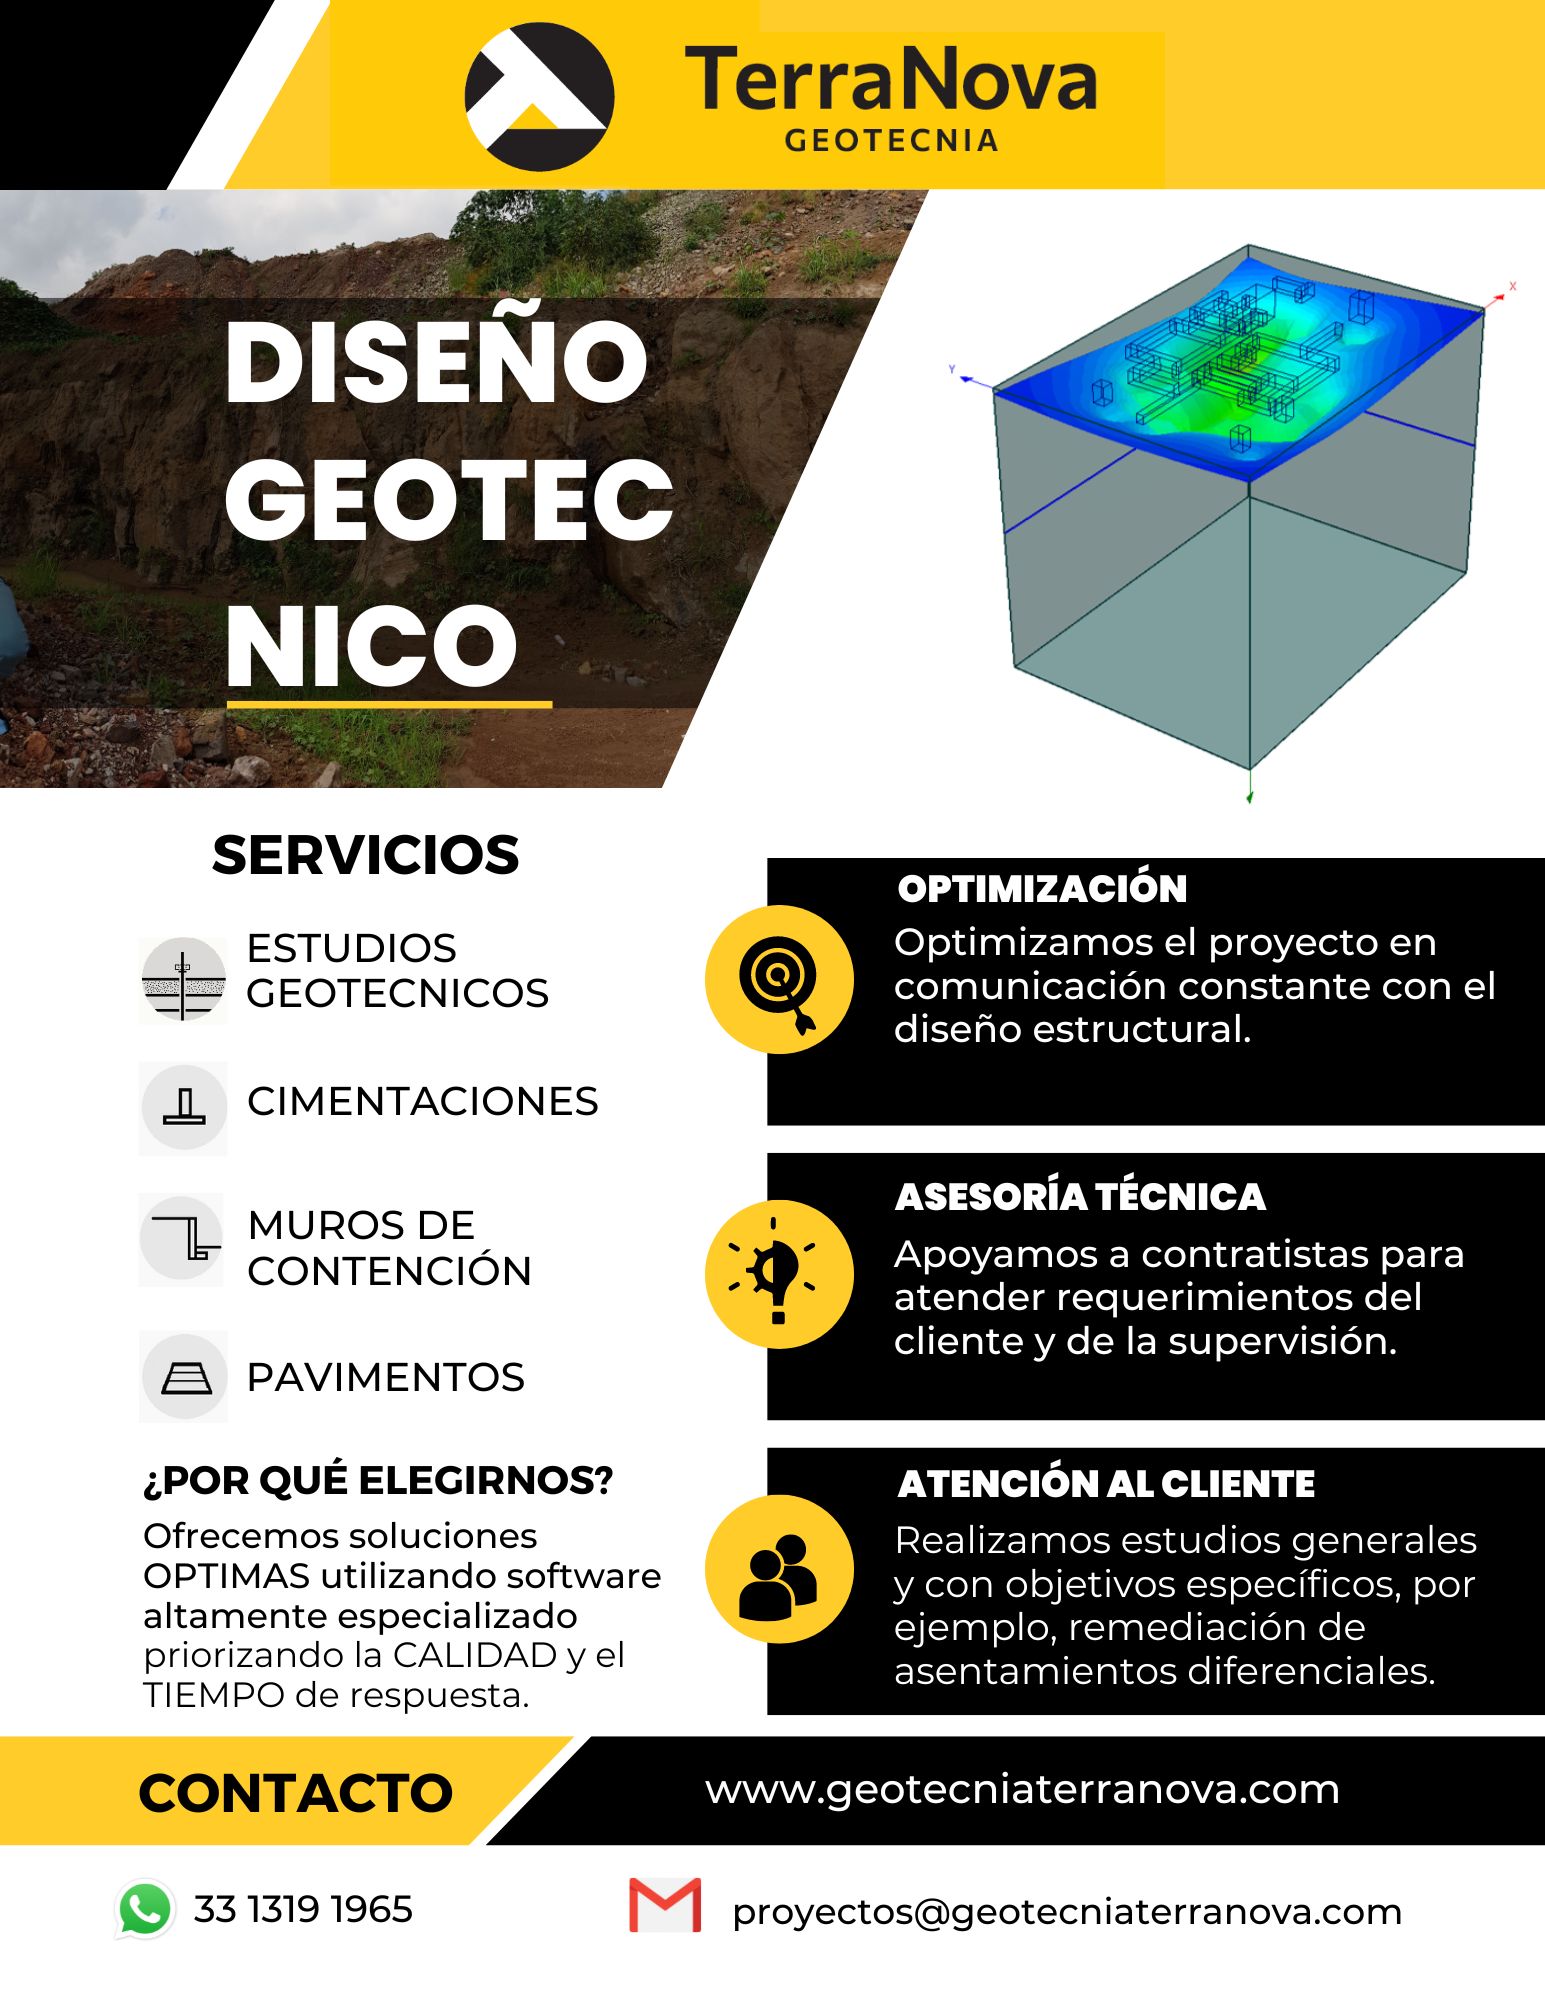 TerraNova
GEOTECNIA
DISEÑO
GEOTEC
NICO
X
Y
SERVICIOS
ESTUDIOS
GEOTECNICOS
CIMENTACIONES
MUROS DE
CONTENCIÓN
PAVIMENTOS
¿POR QUÉ ELEGIRNOS?
Ofrecemos soluciones
OPTIMAS utilizando software
altamente especializado
priorizando la CALIDAD y el
TIEMPO de respuesta.
OPTIMIZACIÓN
Optimizamos el proyecto en
comunicación constante con el
diseño estructural.
ASESORÍA TÉCNICA
Apoyamos a contratistas para
atender requerimientos del
cliente y de la supervisión.
ATENCIÓN AL CLIENTE
Realizamos estudios generales
y con objetivos específicos, por
ejemplo, remediación de
asentamientos diferenciales.
CONTACTO
www.geotecniaterranova.com
33 1319 1965
proyectos@geotecniaterranova.com